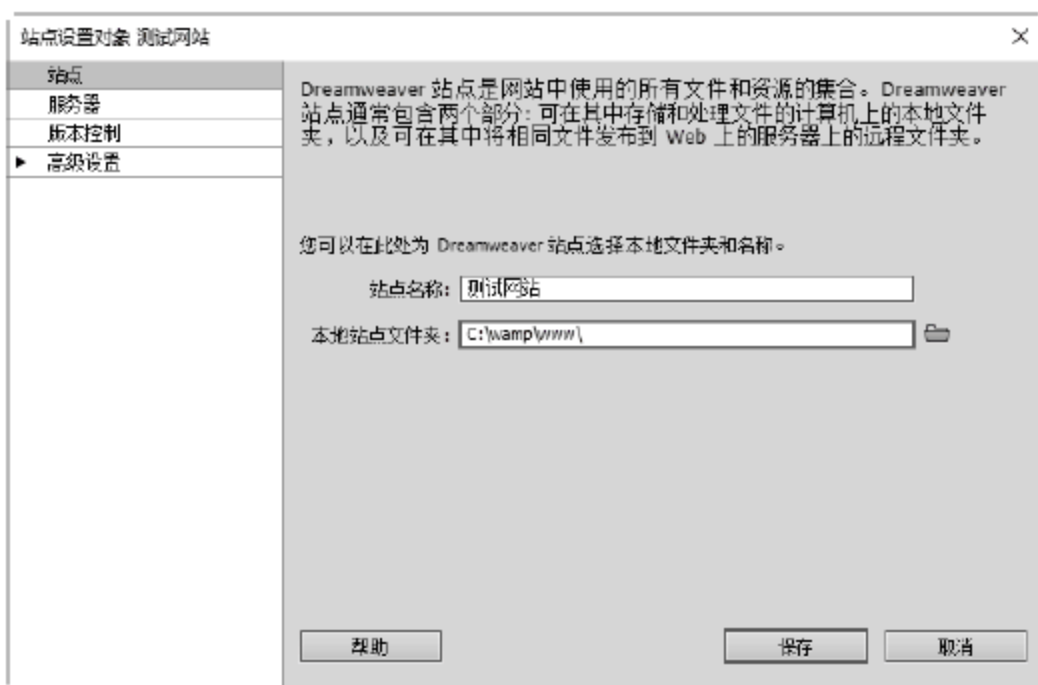 站点设置对象 测试网站
站点
服务器
版本控制
高级设置
Dreamweaver 站点是网站中使用的所有文件和资源的集合。Dreamweaver
站点通常包含两个部分：可在其中存储和处理文件的计算机上的本地文件
夹，以及可在其中将相同文件发布到 Web 上的服务器上的远程文件夹。
您可以在此处为 Dreamweaver 站点选择本地文件夹和名称。
站点名称： 测试网站
本地站点文件夹： C:\wamp\www\
帮助 保存 取消